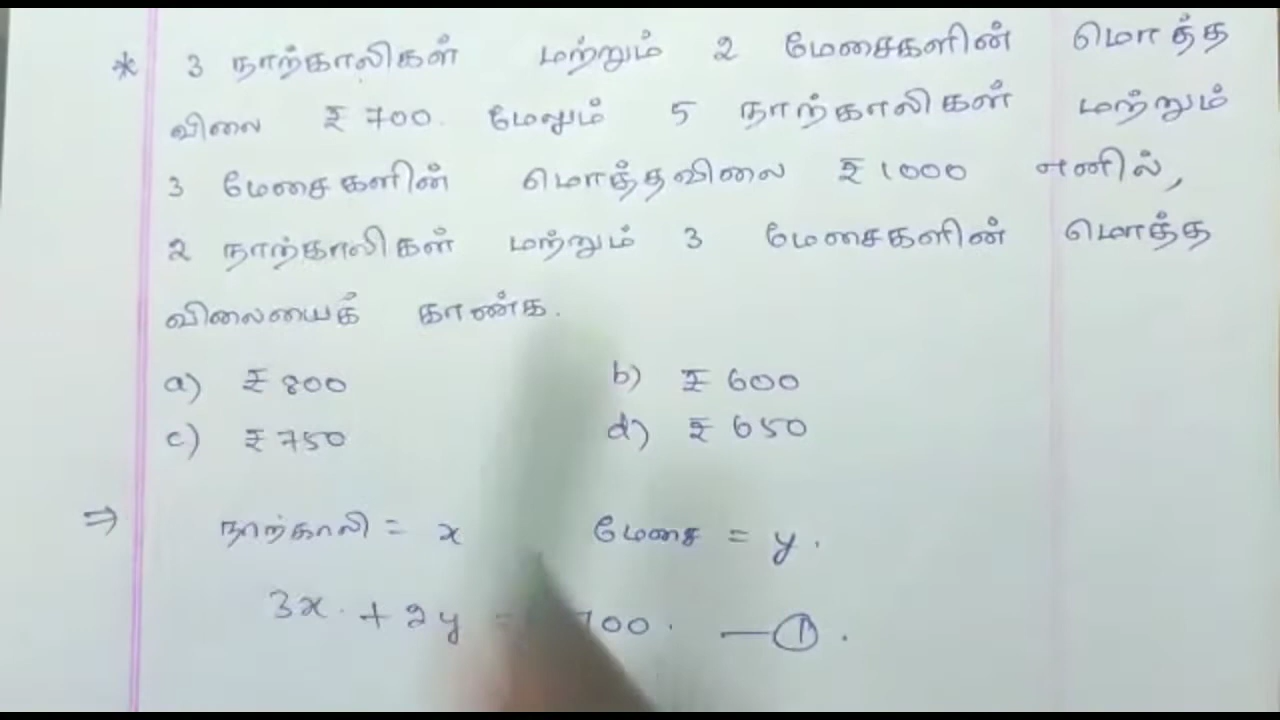 * 3 நாற்காலிகள் மற்றும் 2 மேசைகளின் மொத்த
விலை ₹ 700. மேலும் 5 நாற்காலிகள் மற்றும்
3 மேசைகளின் மொத்தவிலை ₹ 1000 எனில்,
2 நாற்காலிகள் மற்றும் 3 மேசைகளின் மொத்த
விலையைக் காண்க.
a) ₹ 800 b) ₹ 600
c) ₹ 750 d) ₹ 650
⇒ நாற்காலி = x மேசை = y.
3x + 2y = 700. — ①.